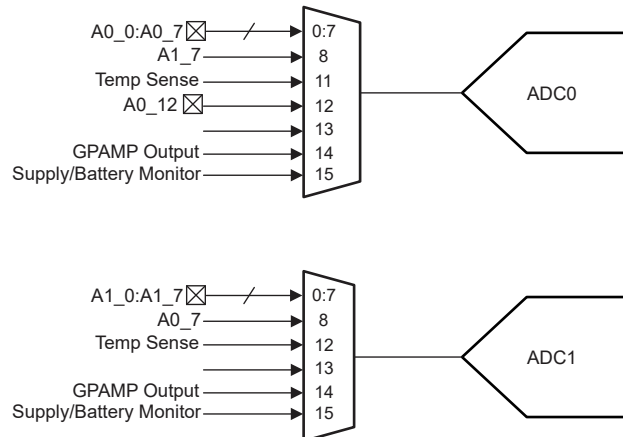 A0_0:A0_7 0:7
A1_7 8
Temp Sense 11
A0_12 12
13
GPAMP Output 14
Supply/Battery Monitor 15
ADC0
A1_0:A1_7 0:7
A0_7 8
Temp Sense 12
13
GPAMP Output 14
Supply/Battery Monitor 15
ADC1